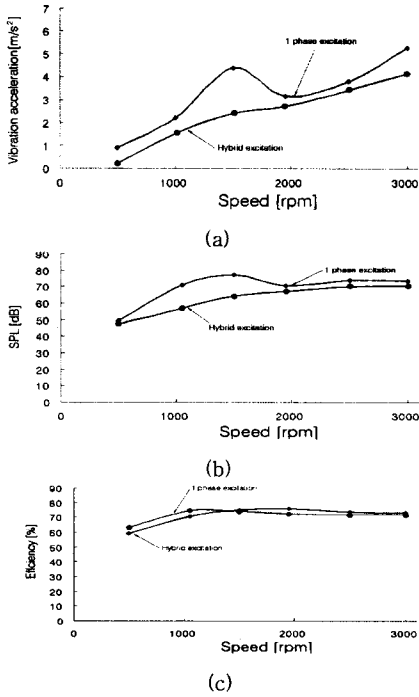 7
6
5
4
3
2
1
0
Vibration acceleration[m/s²]
1 phase excitation
Hybrid excitation
0 1000 2000 3000
Speed [rpm]
(a)
90
80
70
60
50
40
30
20
10
0
SPL [dB]
1 phase excitation
Hybrid excitation
0 1000 2000 3000
Speed [rpm]
(b)
90
80
70
60
50
40
30
20
10
0
Efficiency [%]
1 phase excitation
Hybrid excitation
0 1000 2000 3000
Speed [rpm]
(c)